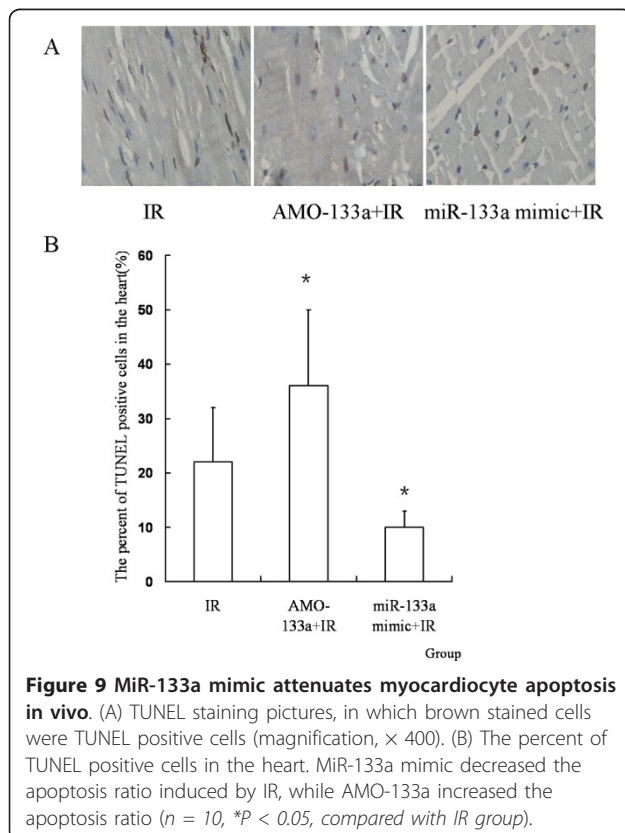 A
IR
AMO-133a+IR
miR-133a mimic+IR
B
The percent of TUNEL positive cells in the heart(%)
60
50
40
30
20
10
0
*
*
IR
AMO-
133a+IR
miR-133a
mimic+IR
Group
Figure 9 MiR-133a mimic attenuates myocardiocyte apoptosis
in vivo. (A) TUNEL staining pictures, in which brown stained cells
were TUNEL positive cells (magnification, × 400). (B) The percent of
TUNEL positive cells in the heart. MiR-133a mimic decreased the
apoptosis ratio induced by IR, while AMO-133a increased the
apoptosis ratio (n = 10, *P < 0.05, compared with IR group).